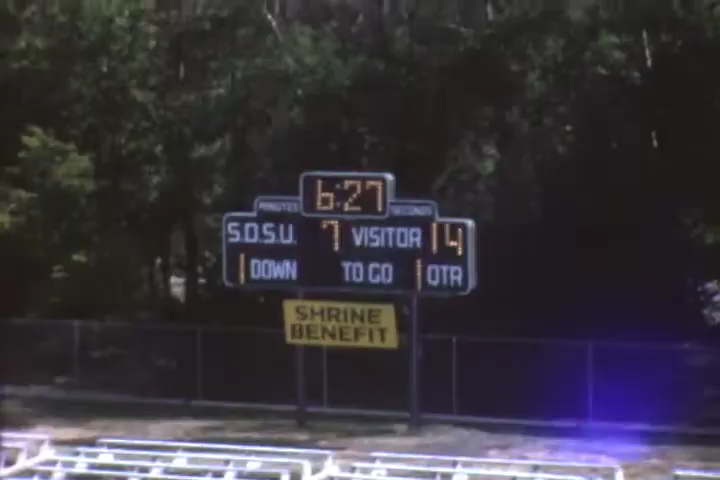 6:27
MINUTES SECONDS
S.O.S.U. 7 VISITOR 14
1 DOWN TO GO 1 QTR
SHRINE
BENEFIT